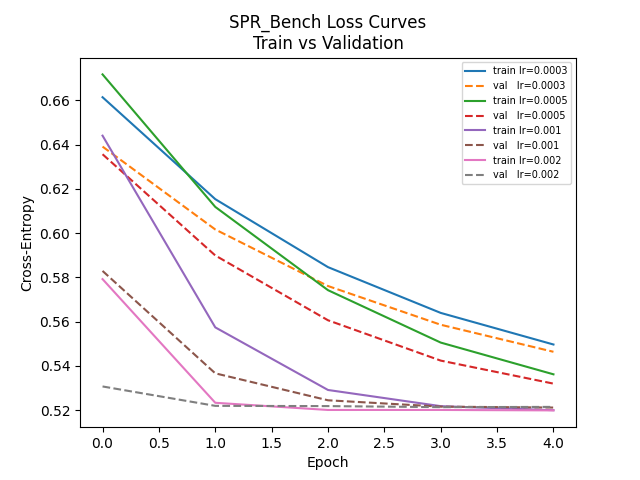 SPR_Bench Loss Curves
Train vs Validation
train lr=0.0003
val lr=0.0003
train lr=0.0005
val lr=0.0005
train lr=0.001
val lr=0.001
train lr=0.002
val lr=0.002
Cross-Entropy
0.66
0.64
0.62
0.60
0.58
0.56
0.54
0.52
0.0 0.5 1.0 1.5 2.0 2.5 3.0 3.5 4.0
Epoch